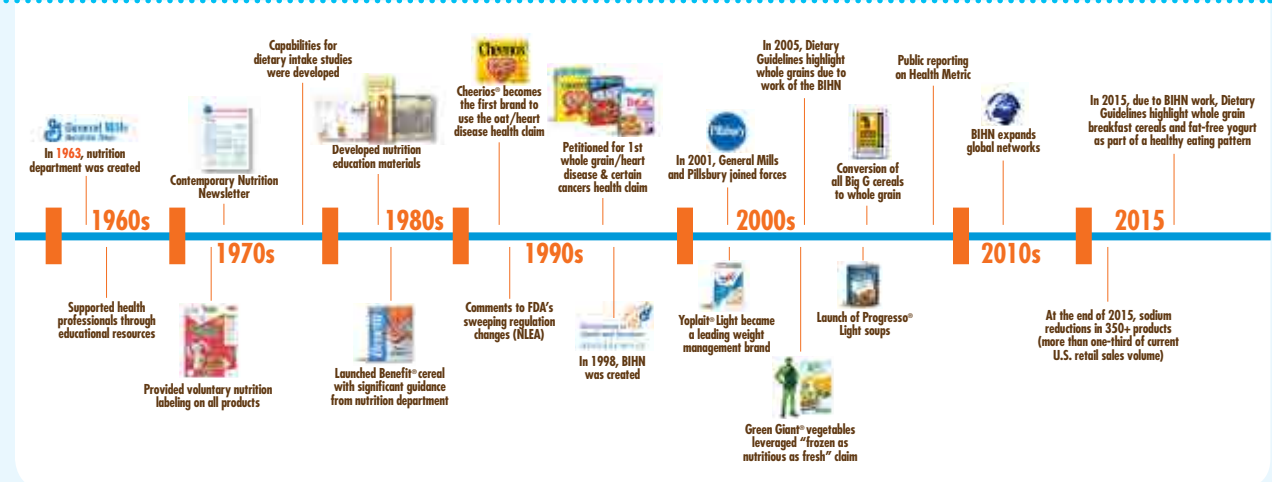 In 1963, nutrition
department was created
Contemporary Nutrition
Newsletter
Capabilities for
dietary intake studies
were developed
Developed nutrition
education materials
Cheerios
Cheerios® becomes
the first brand to
use the oat/heart
disease health claim
Petitioned for 1st
whole grain/heart
disease & certain
cancers health claim
Pillsbury
In 2001, General Mills
and Pillsbury joined forces
In 2005, Dietary
Guidelines highlight
whole grains due to
work of the BIHN
Conversion of
all Big G cereals
to whole grain
Public reporting
on Health Metric
BIHN expands
global networks
In 2015, due to BIHN work, Dietary
Guidelines highlight whole grain
breakfast cereals and fat-free yogurt
as part of a healthy eating pattern
General Mills
1960s
1970s
1980s
1990s
2000s
2010s
2015
Supported health
professionals through
educational resources
Provided voluntary nutrition
labeling on all products
Benefit
Launched Benefit® cereal
with significant guidance
from nutrition department
Comments to FDA's
sweeping regulation
changes (NLEA)
In 1998, BIHN
was created
Yoplait® Light became
a leading weight
management brand
Green Giant® vegetables
leveraged "frozen as
nutritious as fresh" claim
Launch of Progresso®
Light soups
At the end of 2015, sodium
reductions in 350+ products
(more than one-third of current
U.S. retail sales volume)